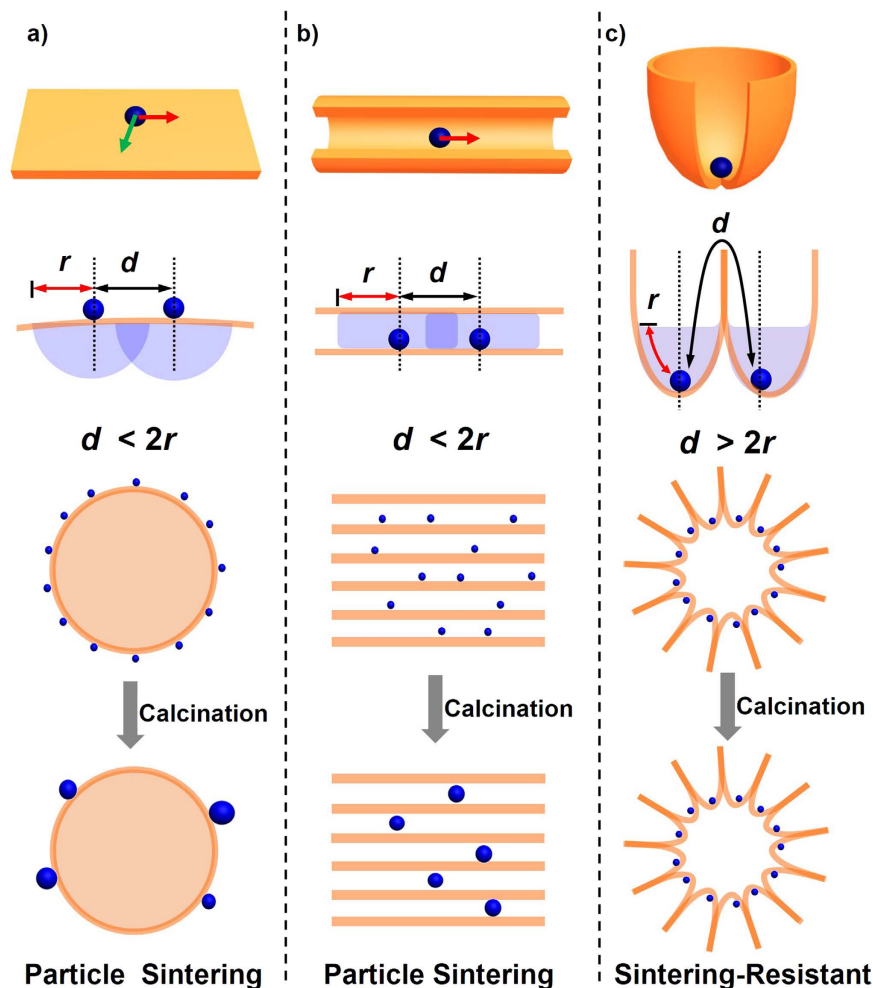 a)
b)
c)
r
d
r
d
d
r
d < 2r
d < 2r
d > 2r
Calcination
Calcination
Calcination
Particle Sintering
Particle Sintering
Sintering-Resistant